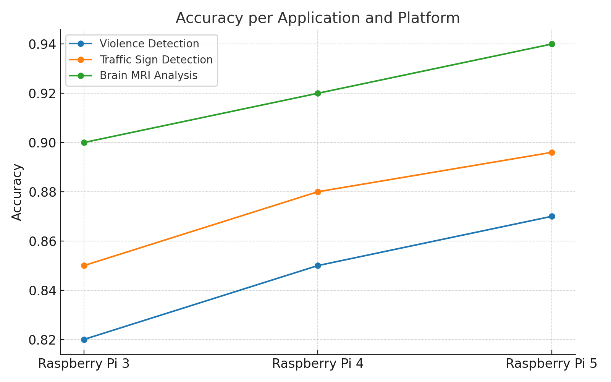 Accuracy per Application and Platform
Violence Detection
Traffic Sign Detection
Brain MRI Analysis
Accuracy
0.94
0.92
0.90
0.88
0.86
0.84
0.82
Raspberry Pi 3
Raspberry Pi 4
Raspberry Pi 5